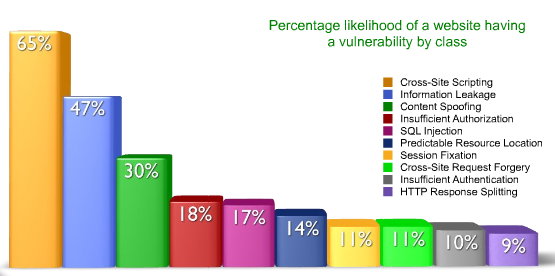 Percentage likelihood of a website having
a vulnerability by class
65%
47%
30%
18%
17%
14%
11%
11%
10%
9%
Cross-Site Scripting
Information Leakage
Content Spoofing
Insufficient Authorization
SQL Injection
Predictable Resource Location
Session Fixation
Cross-Site Request Forgery
Insufficient Authentication
HTTP Response Splitting